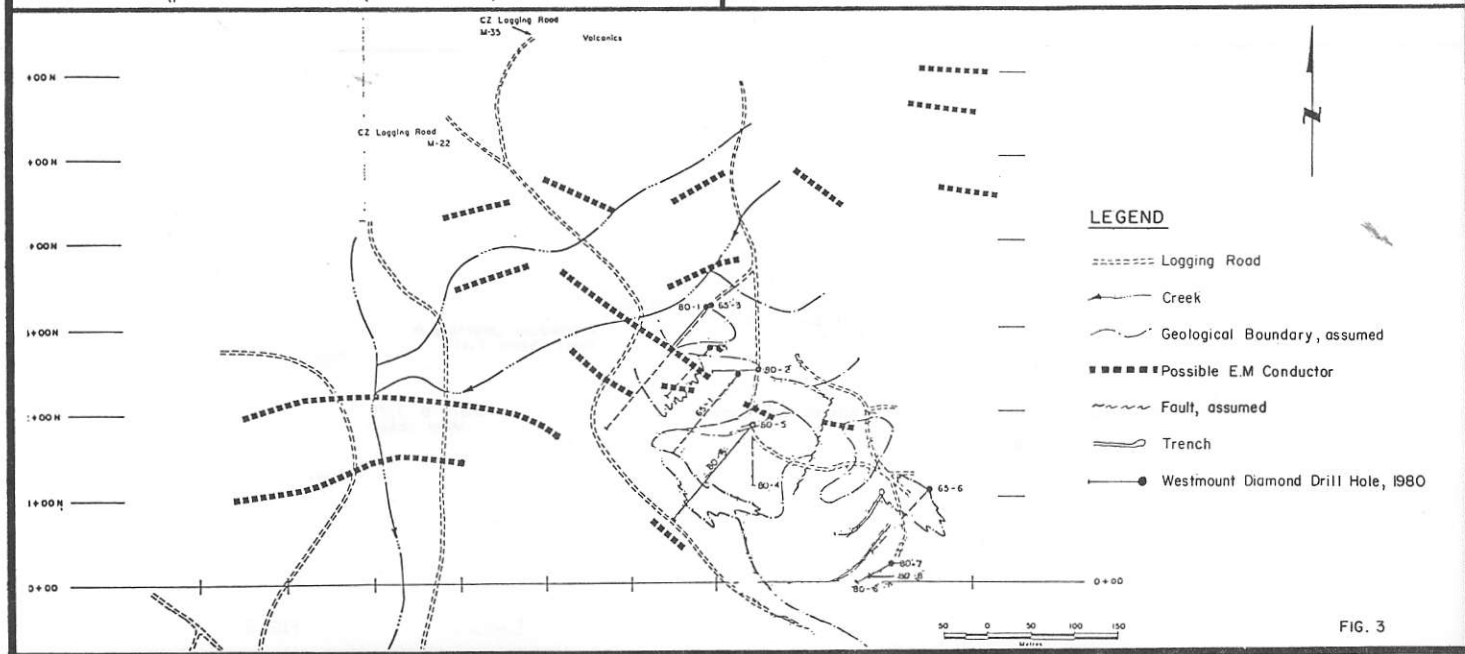 CZ Logging Road
M-35
Volcanics
+00N
CZ Logging Road
M-22
+00N
+00N
+00N
+00N
+00N
0+00
80-1
65-3
80-2
65-1
80-5
80-4
65-6
80-7
80-8
80-6
0+00
N
LEGEND
Logging Road
Creek
Geological Boundary, assumed
Possible E.M Conductor
Fault, assumed
Trench
Westmount Diamond Drill Hole, 1980
50 0 50 100 150
FIG. 3